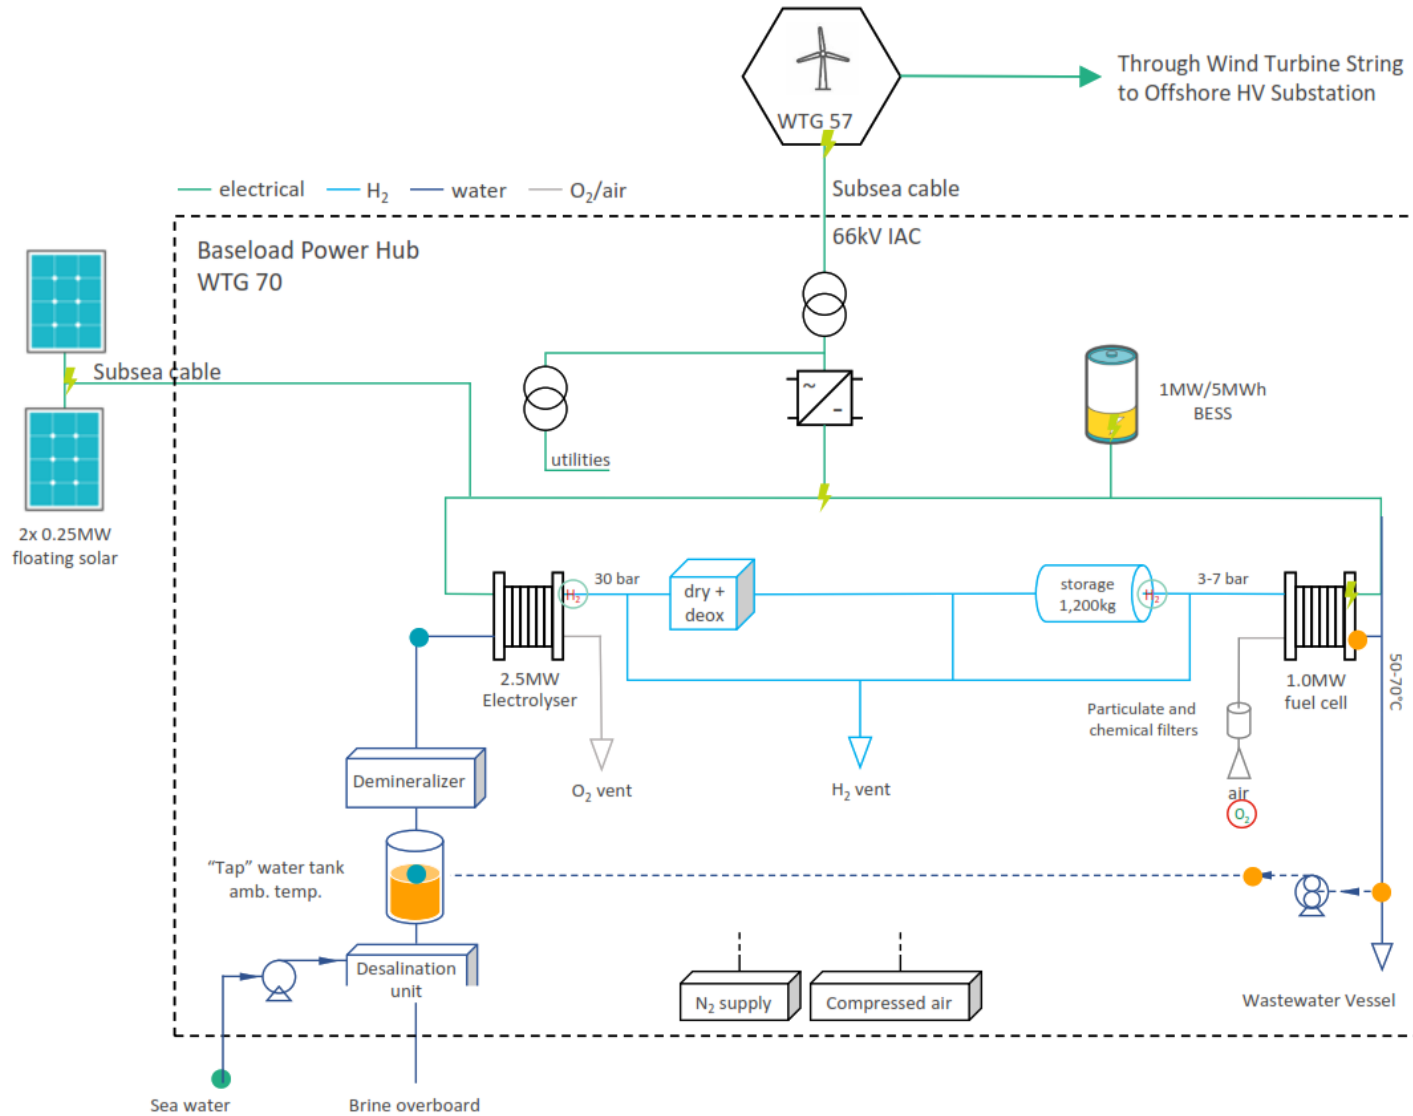 WTG 57
Through Wind Turbine String
to Offshore HV Substation
electrical
H₂
water
O₂/air
Subsea cable
66kV IAC
Baseload Power Hub
WTG 70
Subsea cable
~
-
1MW/5MWh
BESS
utilities
2x 0.25MW
floating solar
H₂
30 bar
dry +
deox
storage
1,200kg
H₂
3-7 bar
2.5MW
Electrolyser
1.0MW
fuel cell
50-70°C
Particulate and
chemical filters
air
O₂
Demineralizer
O₂ vent
H₂ vent
“Tap” water tank
amb. temp.
Desalination
unit
N₂ supply
Compressed air
Wastewater Vessel
Sea water
Brine overboard